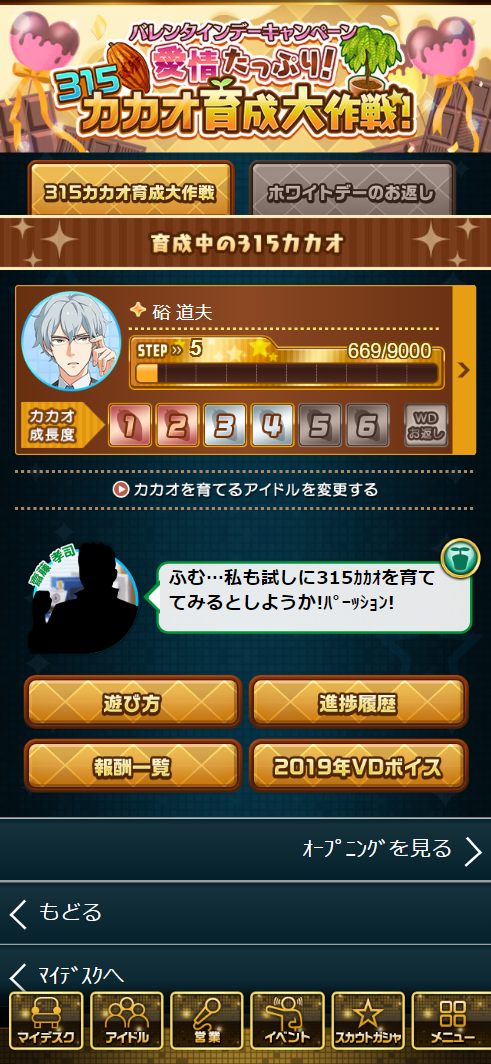 バレンタインデーキャンペーン
愛情たっぷり!
315カカオ育成大作戦!
315カカオ育成大作戦
ホワイトデーのお返し
育成中の315カカオ
硲 道夫
STEP » 5
669/9000
カカオ
成長度
1 2 3 4 5 6
WD
お返し
カカオを育てるアイドルを変更する
齋藤 孝司
ふむ…私も試しに315ｶｶｵを育て
てみるとしようか!ﾊﾟｰｯｼｮﾝ!
遊び方
進捗履歴
報酬一覧
2019年VDボイス
ｵｰﾌﾟﾆﾝｸﾞを見る
もどる
ﾏｲﾃﾞｽｸへ
マイデスク
アイドル
営業
イベント
スカウトガシャ
メニュー